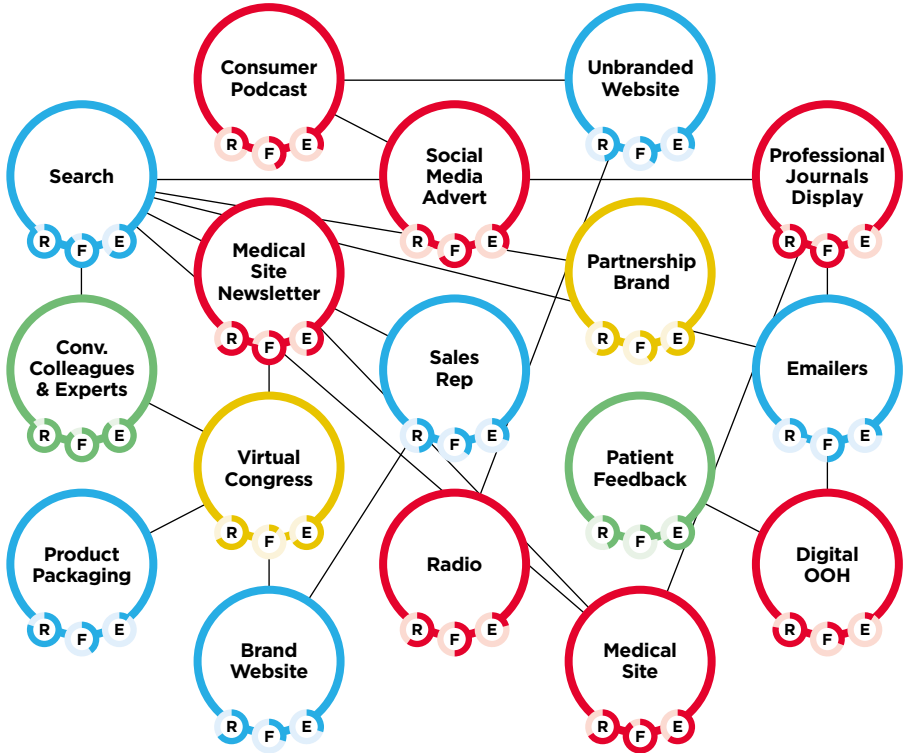 Consumer
Podcast
R F E
Unbranded
Website
R F E
Search
R F E
Social
Media
Advert
R F E
Professional
Journals
Display
R F E
Medical
Site
Newsletter
R F E
Partnership
Brand
R F E
Conv.
Colleagues
& Experts
R F E
Sales
Rep
R F E
Emailers
R F E
Virtual
Congress
R F E
Patient
Feedback
R F E
Product
Packaging
R F E
Radio
R F E
Digital
OOH
R F E
Brand
Website
R F E
Medical
Site
R F E